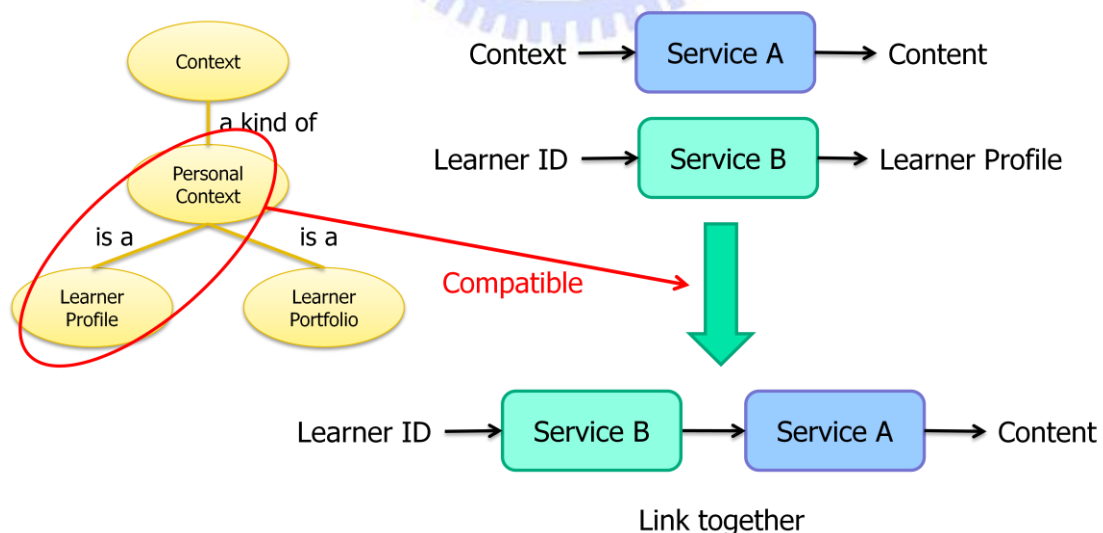 Context
a kind of
Personal
Context
is a
is a
Learner
Profile
Learner
Portfolio
Context
Service A
Content
Learner ID
Service B
Learner Profile
Compatible
Learner ID
Service B
Service A
Content
Link together